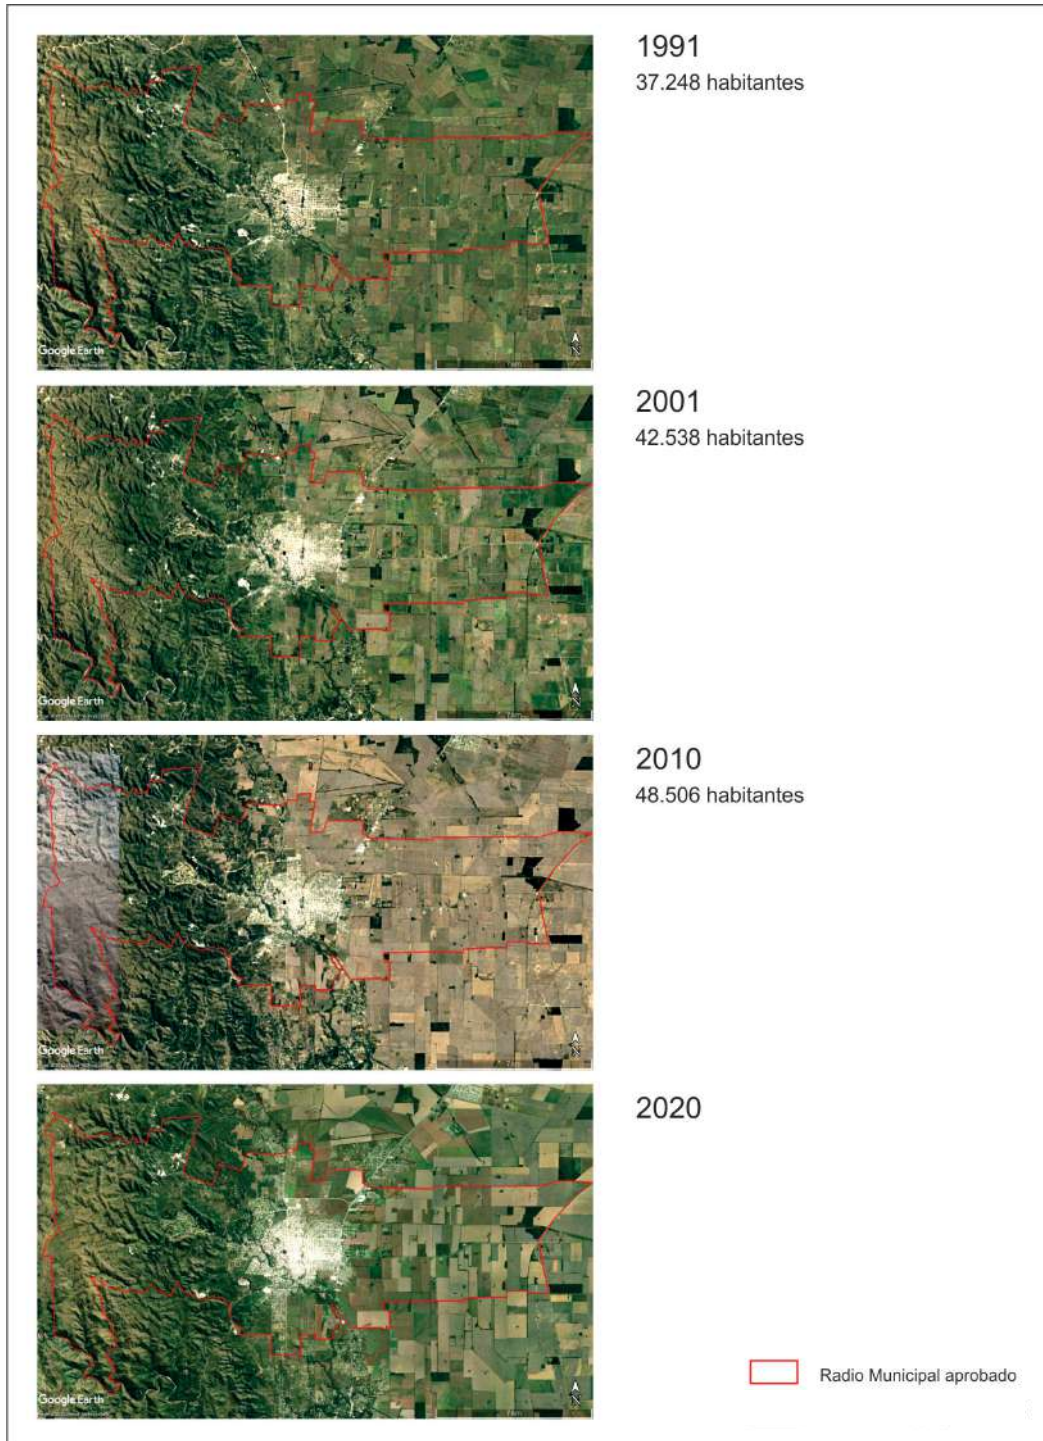 1991
37.248 habitantes
Google Earth
2001
42.538 habitantes
Google Earth
2010
48.506 habitantes
Google Earth
2020
Radio Municipal aprobado
Google Earth